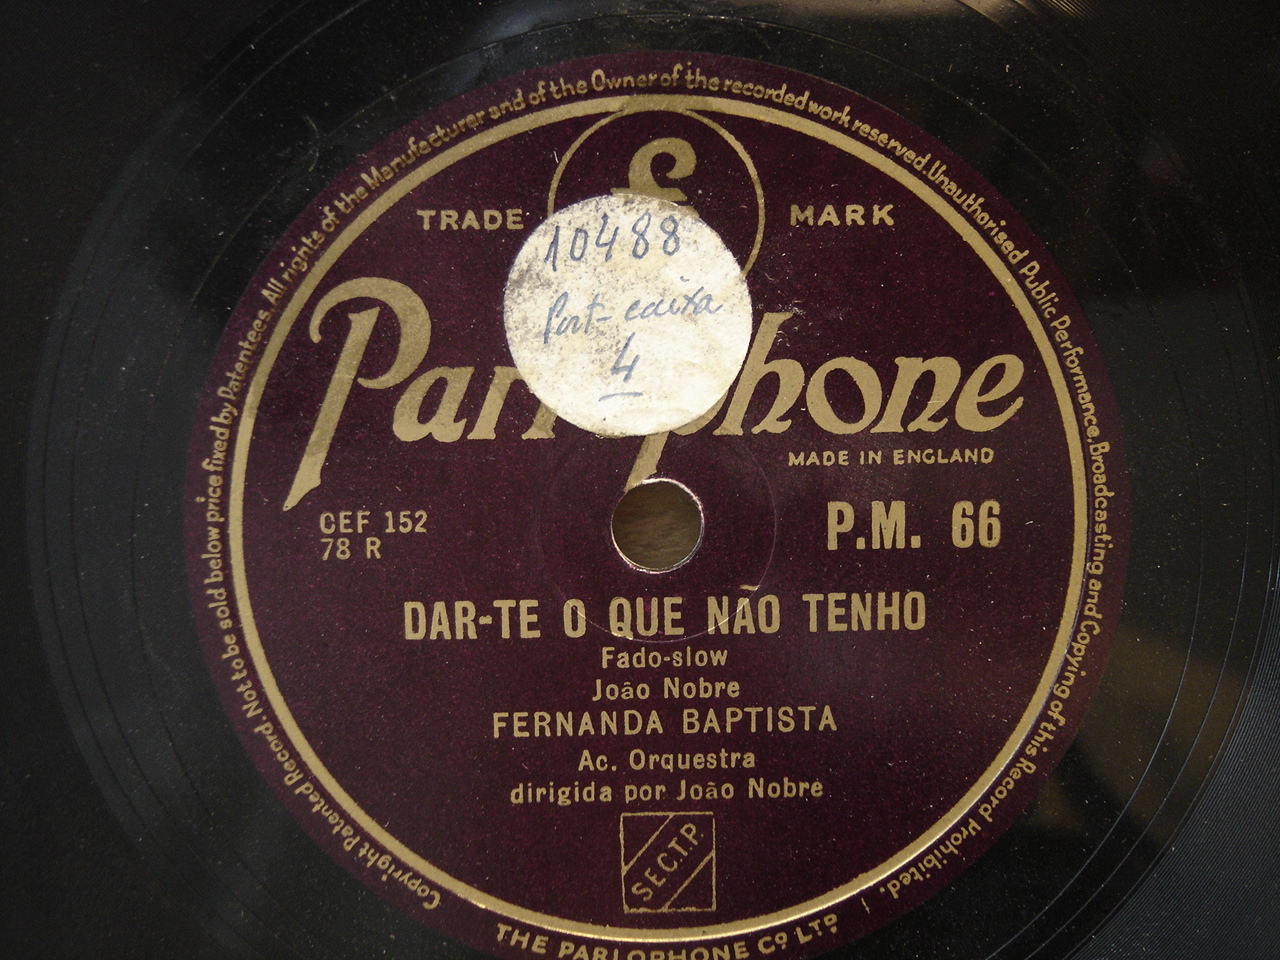 Copyright Patented Record. Not to be sold below price fixed by Patentees. All rights of the Manufacturer and of the Owner of the recorded work reserved. Unauthorised Public Performance, Broadcasting and Copying of this Record Prohibited.
£
TRADE MARK
10488
Port-caixa
4
MADE IN ENGLAND
CEF 152
78 R
P.M. 66
DAR-TE O QUE NÃO TENHO
Fado-slow
João Nobre
FERNANDA BAPTISTA
Ac. Orquestra
dirigida por João Nobre
S.E.C.T.P.
THE PARLOPHONE Cº LTD